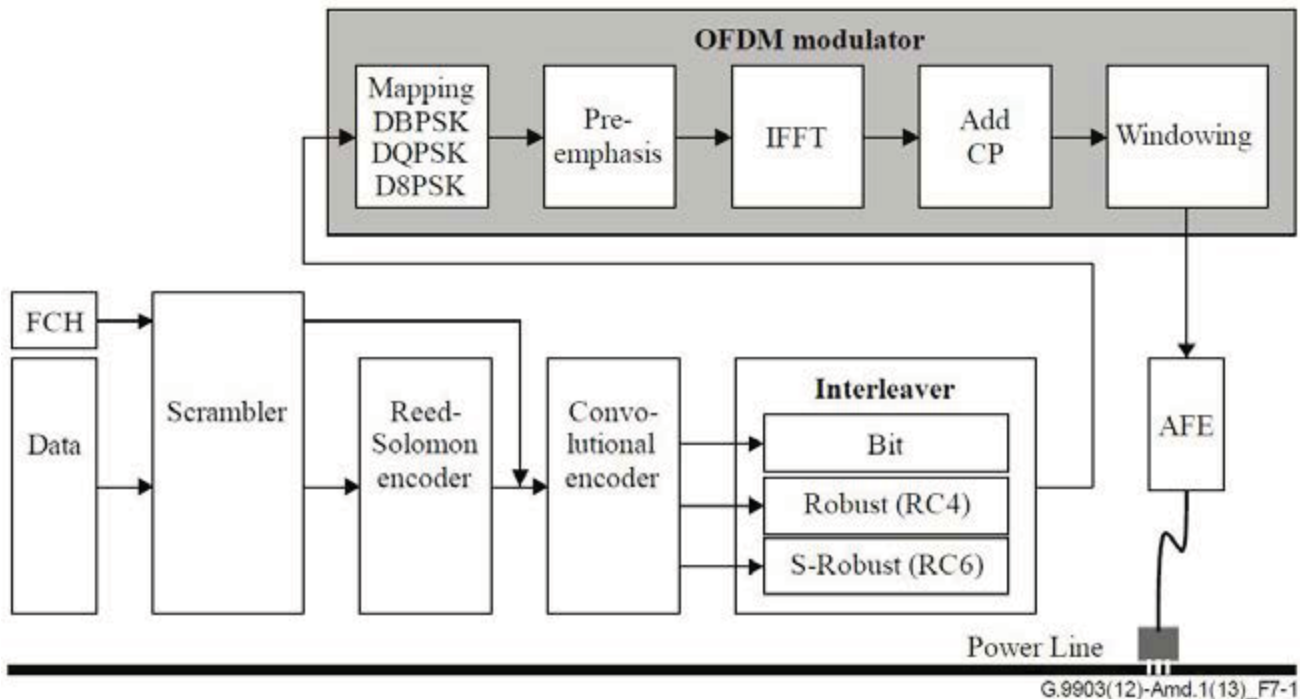 OFDM modulator
Mapping
DBPSK
DQPSK
D8PSK
Pre-
emphasis
IFFT
Add
CP
Windowing
FCH
Data
Scrambler
Reed-
Solomon
encoder
Convo-
lutional
encoder
Interleaver
Bit
Robust (RC4)
S-Robust (RC6)
AFE
Power Line
G.9903(12)-Amd.1(13)_F7-1